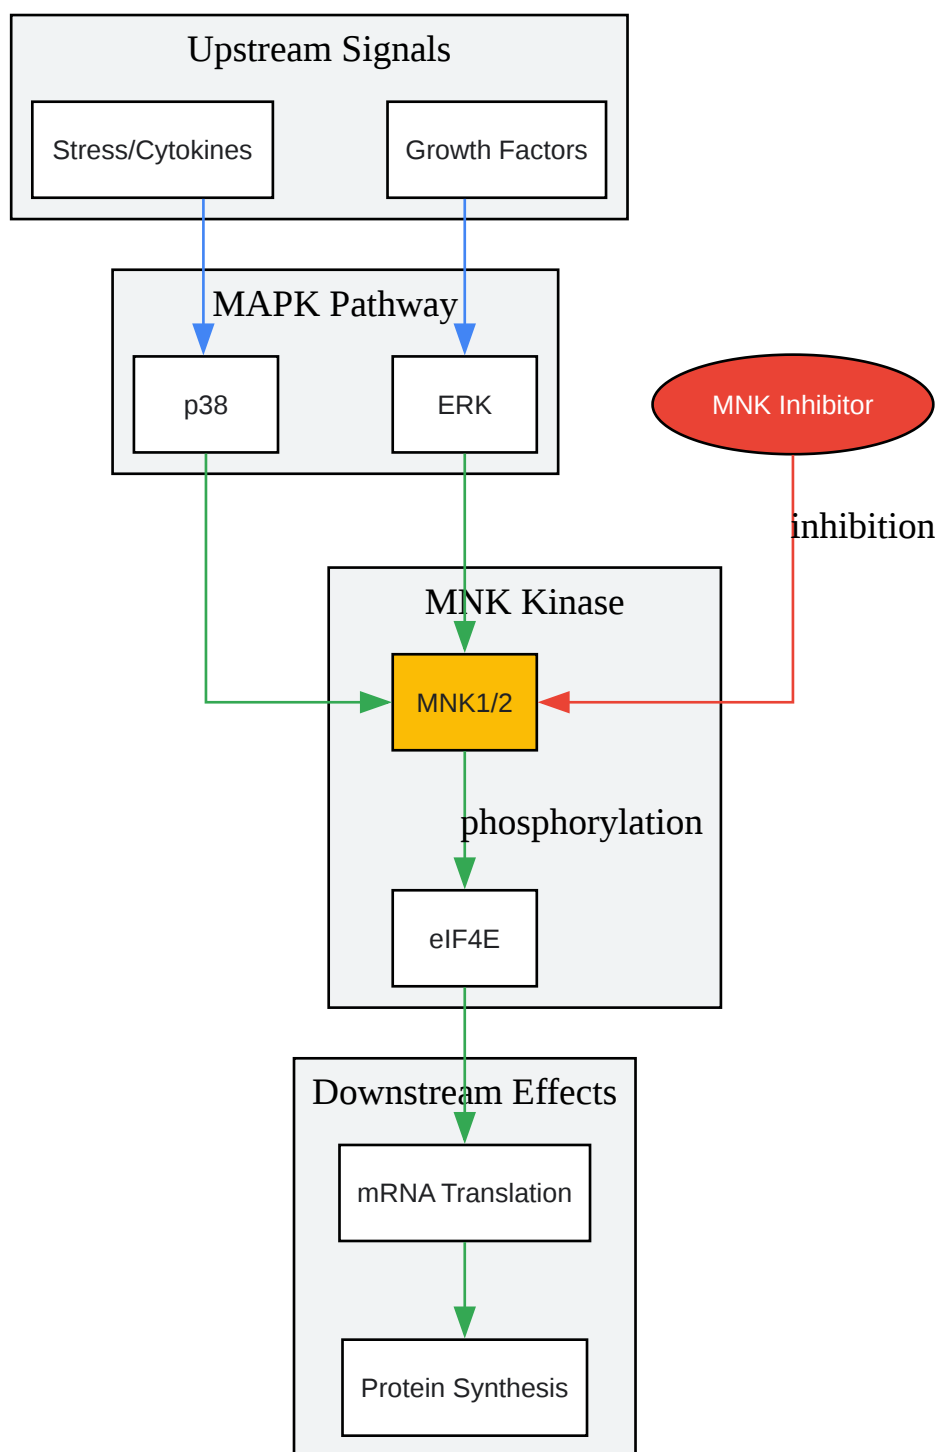 Upstream Signals
Stress/Cytokines
Growth Factors
MAPK Pathway
p38
ERK
MNK Inhibitor
inhibition
MNK Kinase
MNK1/2
phosphorylation
eIF4E
Downstream Effects
mRNA Translation
Protein Synthesis